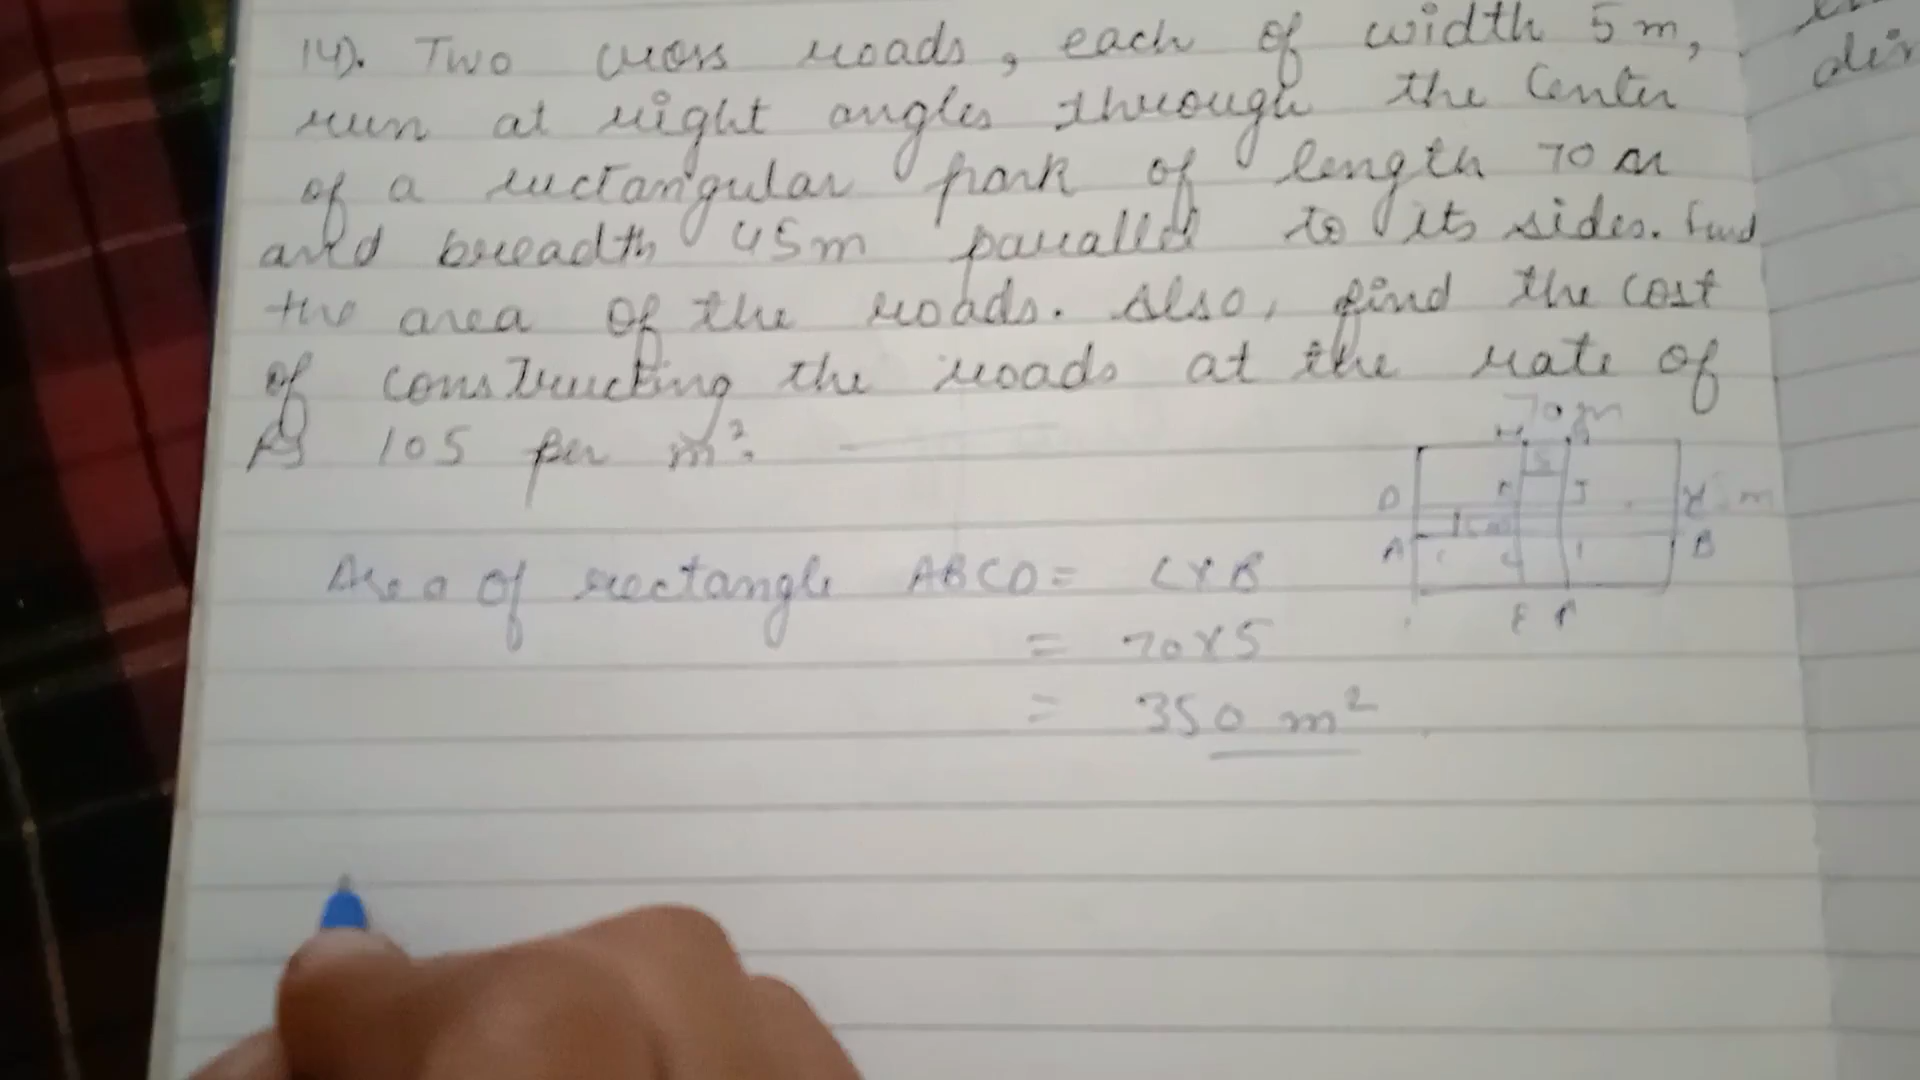 14). Two cross roads, each of width 5m,
run at right angles through the Center
of a rectangular park of length 70 m
and breadth 45m parallel to its sides. Find
the area of the roads. Also, find the cost
of constructing the roads at the rate of
Rs 105 per m².
70 m
5
D
m
A
B
E F
Area of rectangle ABCD = L×B
= 70×5
= 350 m²